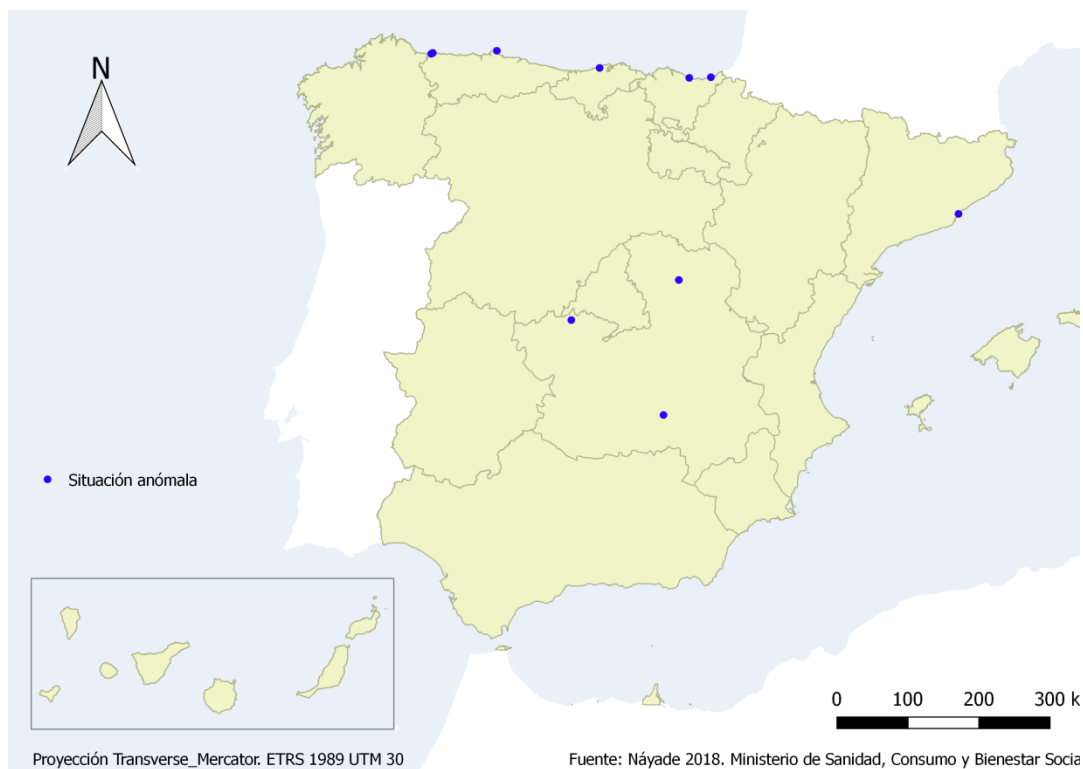 N
Situación anómala
0 100 200 300 k
Proyección Transverse_Mercator. ETRS 1989 UTM 30
Fuente: Náyade 2018. Ministerio de Sanidad, Consumo y Bienestar Socia